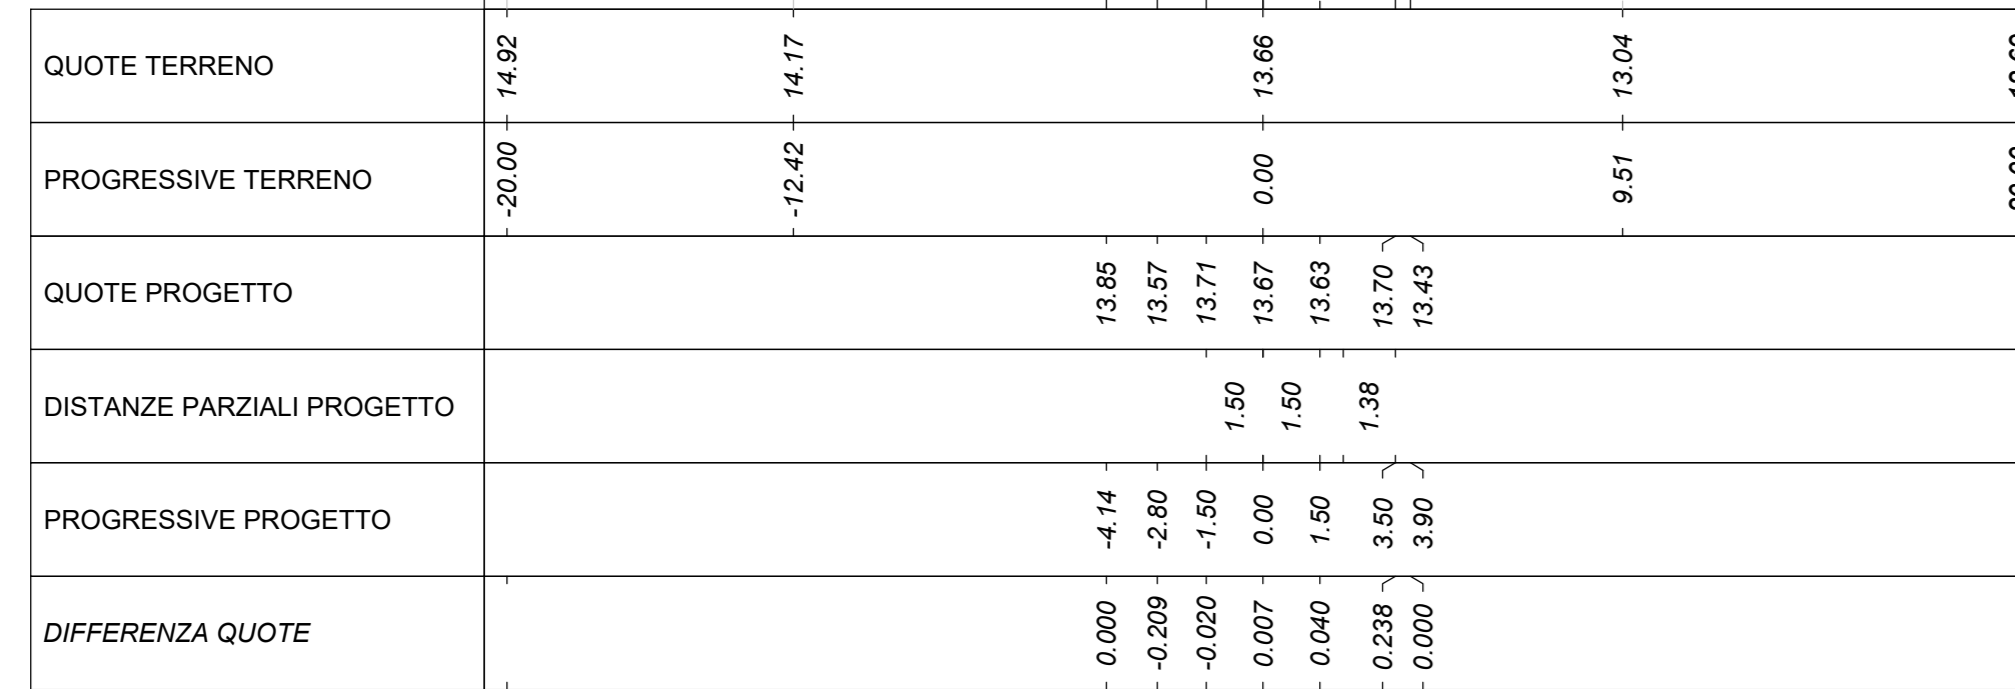 QUOTE TERRENO 14.92 14.17 13.66 13.04
PROGRESSIVE TERRENO -20.00 -12.42 0.00 9.51
QUOTE PROGETTO 13.85 13.57 13.71 13.67 13.63 13.70 13.43
DISTANZE PARZIALI PROGETTO 1.50 1.50 1.38
PROGRESSIVE PROGETTO -4.14 -2.80 -1.50 0.00 1.50 3.50 3.90
DIFFERENZA QUOTE 0.000 -0.209 -0.020 0.007 0.040 0.238 0.000